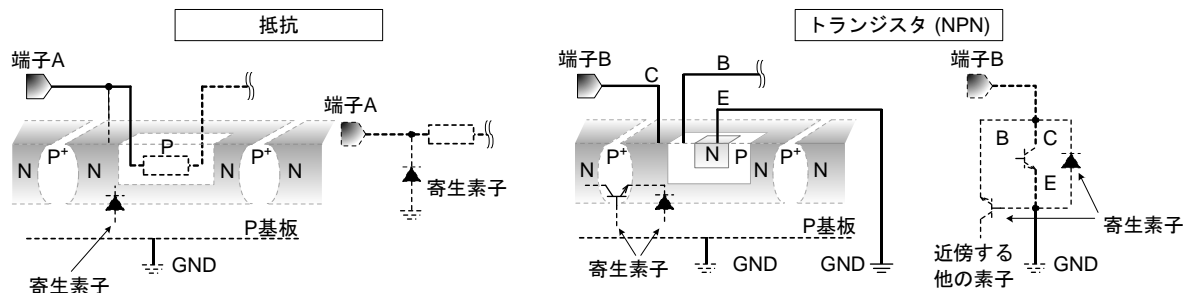 抵抗
端子A
P
N
P+
N
N
P+
N
P基板
寄生素子
GND
端子A
寄生素子
トランジスタ (NPN)
端子B
C
B
E
N
P+
N
N
P
N
P+
N
P基板
寄生素子
GND
GND
端子B
B
C
E
寄生素子
近傍する
他の素子
GND